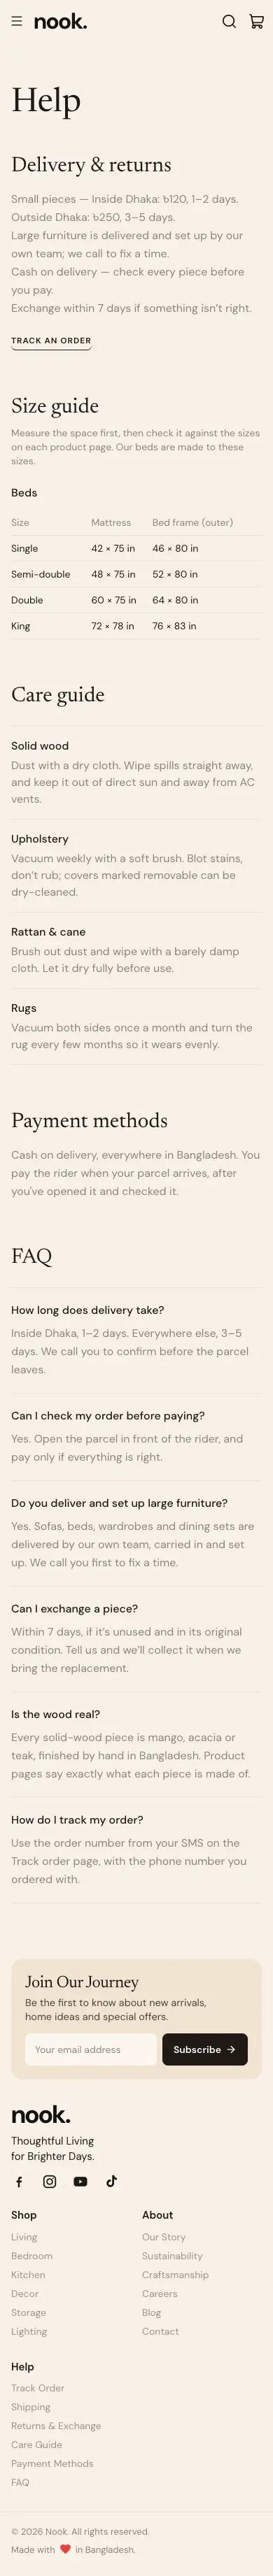 nook.
Help
Delivery & returns
Small pieces — Inside Dhaka: ৳120, 1–2 days.
Outside Dhaka: ৳250, 3–5 days.
Large furniture is delivered and set up by our
own team; we call to fix a time.
Cash on delivery — check every piece before
you pay.
Exchange within 7 days if something isn’t right.
TRACK AN ORDER
Size guide
Measure the space first, then check it against the sizes
on each product page. Our beds are made to these
sizes.
Beds
Size Mattress Bed frame (outer)
Single 42 × 75 in 46 × 80 in
Semi-double 48 × 75 in 52 × 80 in
Double 60 × 75 in 64 × 80 in
King 72 × 78 in 76 × 83 in
Care guide
Solid wood
Dust with a dry cloth. Wipe spills straight away,
and keep it out of direct sun and away from AC
vents.
Upholstery
Vacuum weekly with a soft brush. Blot stains,
don’t rub; covers marked removable can be
dry-cleaned.
Rattan & cane
Brush out dust and wipe with a barely damp
cloth. Let it dry fully before use.
Rugs
Vacuum both sides once a month and turn the
rug every few months so it wears evenly.
Payment methods
Cash on delivery, everywhere in Bangladesh. You
pay the rider when your parcel arrives, after
you've opened it and checked it.
FAQ
How long does delivery take?
Inside Dhaka, 1–2 days. Everywhere else, 3–5
days. We call you to confirm before the parcel
leaves.
Can I check my order before paying?
Yes. Open the parcel in front of the rider, and
pay only if everything is right.
Do you deliver and set up large furniture?
Yes. Sofas, beds, wardrobes and dining sets are
delivered by our own team, carried in and set
up. We call you first to fix a time.
Can I exchange a piece?
Within 7 days, if it’s unused and in its original
condition. Tell us and we’ll collect it when we
bring the replacement.
Is the wood real?
Every solid-wood piece is mango, acacia or
teak, finished by hand in Bangladesh. Product
pages say exactly what each piece is made of.
How do I track my order?
Use the order number from your SMS on the
Track order page, with the phone number you
ordered with.
Join Our Journey
Be the first to know about new arrivals,
home ideas and special offers.
Your email address
Subscribe →
nook.
Thoughtful Living
for Brighter Days.
Shop
Living
Bedroom
Kitchen
Decor
Storage
Lighting
About
Our Story
Sustainability
Craftsmanship
Careers
Blog
Contact
Help
Track Order
Shipping
Returns & Exchange
Care Guide
Payment Methods
FAQ
© 2026 Nook. All rights reserved.
Made with ❤ in Bangladesh.